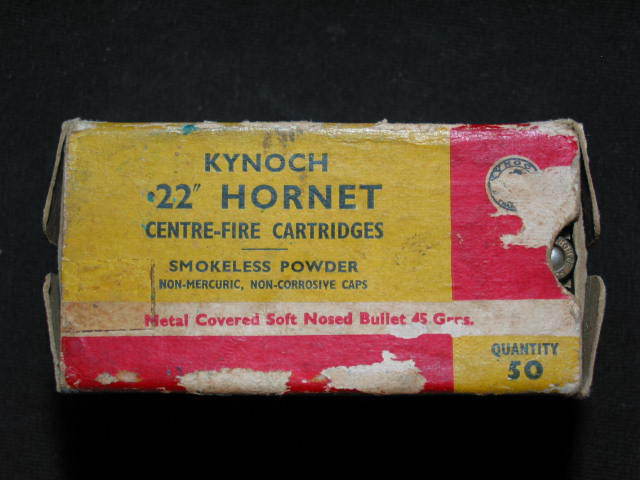 KYNOCH
·22" HORNET
CENTRE-FIRE CARTRIDGES
SMOKELESS POWDER
NON-MERCURIC, NON-CORROSIVE CAPS
Metal Covered Soft Nosed Bullet 45 Grs.
QUANTITY
50
KYNOC